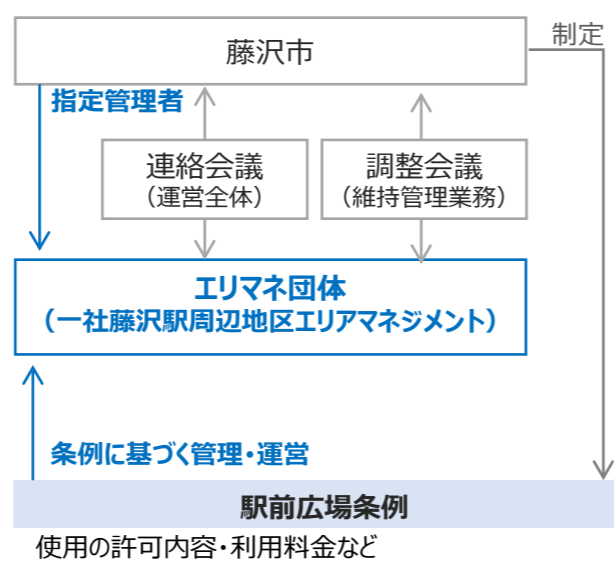 制定
藤沢市
指定管理者
連絡会議
（運営全体）
調整会議
（維持管理業務）
エリマネ団体
（一社藤沢駅周辺地区エリアマネジメント）
条例に基づく管理・運営
駅前広場条例
使用の許可内容・利用料金など